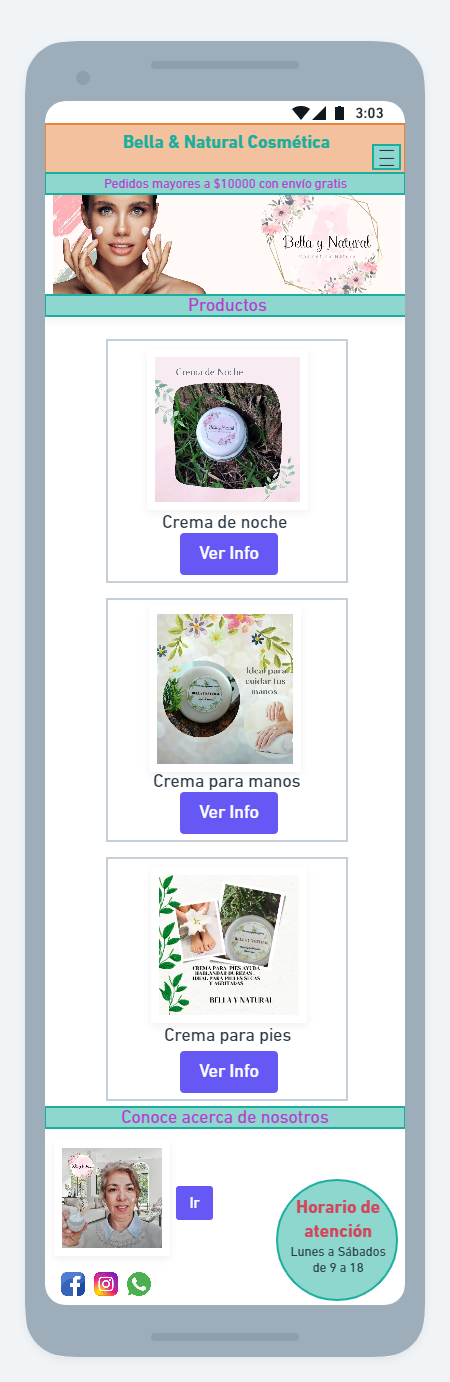 3:03
Bella & Natural Cosmética
Pedidos mayores a $10000 con envío gratis
Bella y Natural
Productos
Crema de Noche
Crema de noche
Ver Info
Ideal para
cuidar tus
manos
BELLA Y NATURAL
Crema para manos
Ver Info
CREMA PARA PIES AYUDA
IDEAL PARA PIELES SECAS
Y AGRIETADAS
BELLA Y NATURAL
Crema para pies
Ver Info
Conoce acerca de nosotros
Ir
Horario de
atención
Lunes a Sábados
de 9 a 18